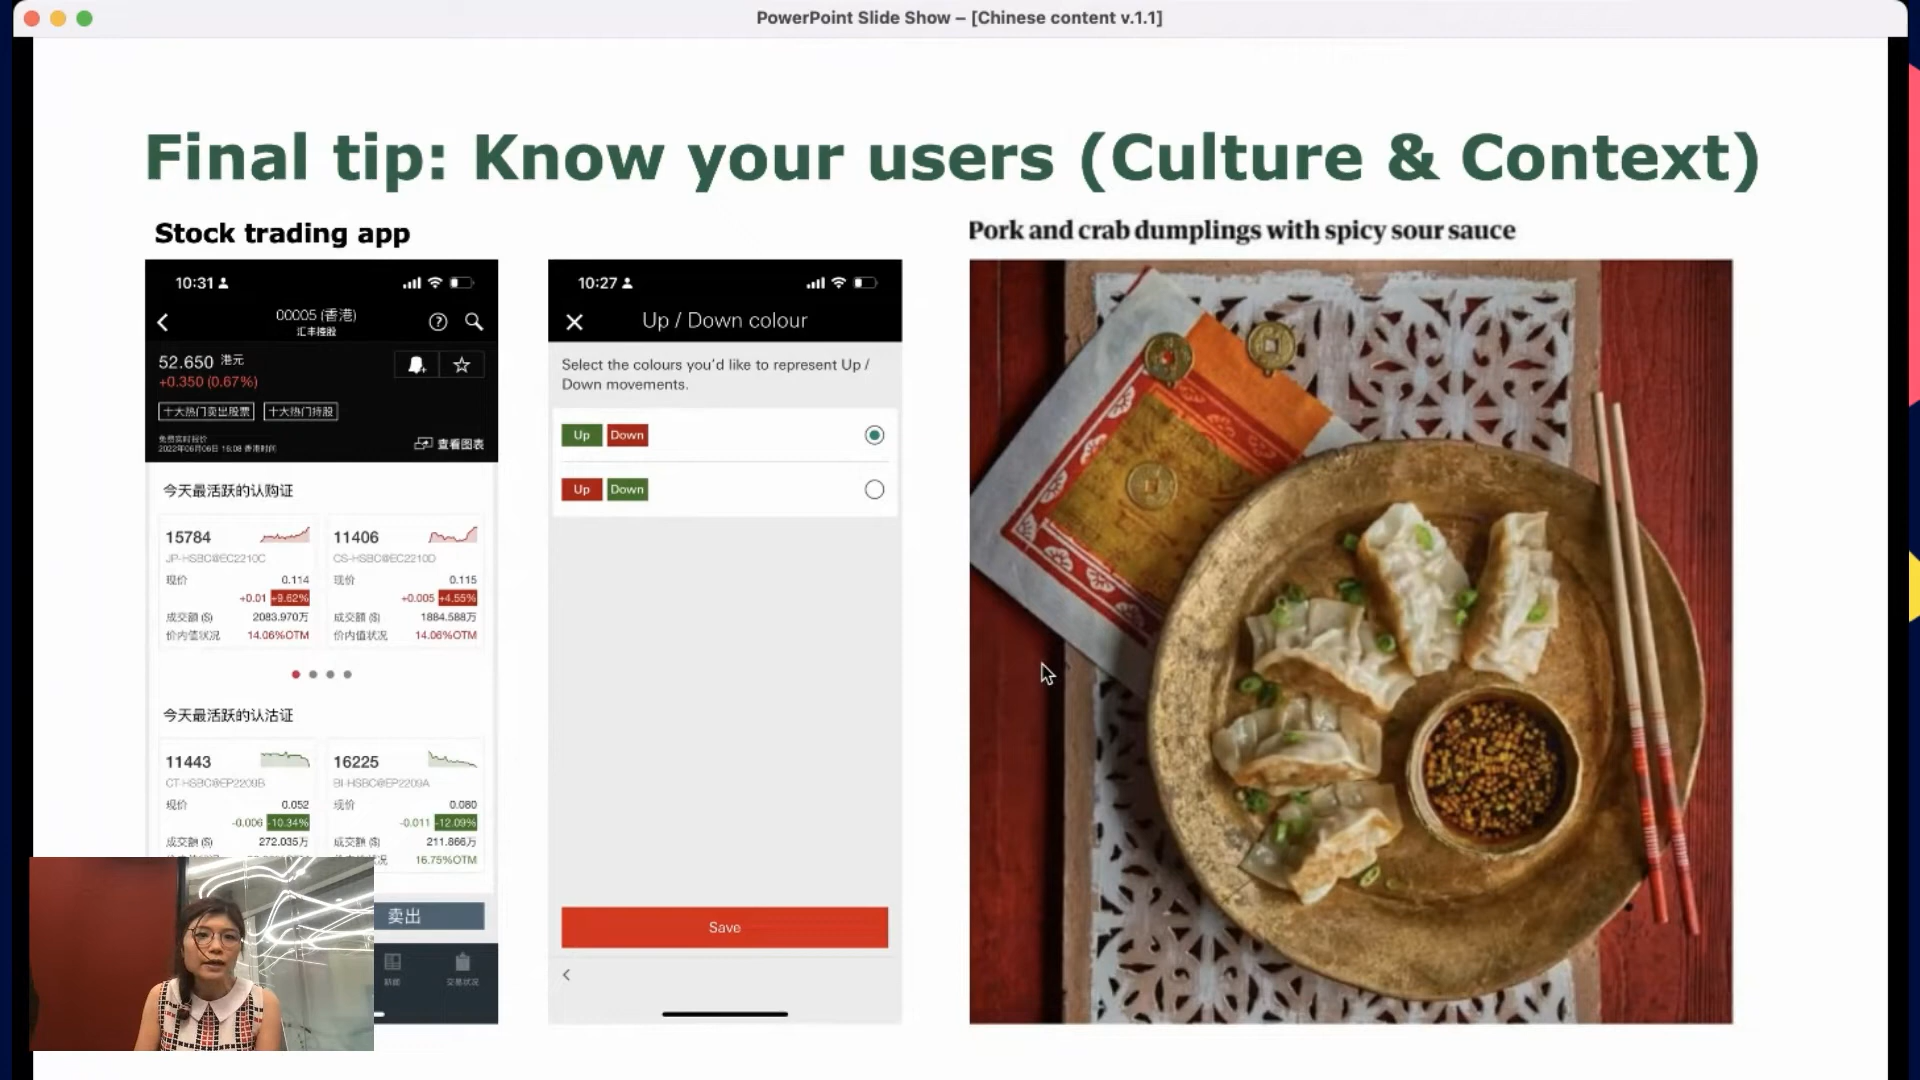 PowerPoint Slide Show – [Chinese content v.1.1]
Final tip: Know your users (Culture & Context)
Stock trading app
10:31
00005 (香港)
汇丰控股
52.650 港元
+0.350 (0.67%)
十大热门卖出股票 十大热门持股
免费实时报价
2022年06月06日 16:08 香港时间
查看图表
今天最活跃的认购证
15784
JP-HSBC@EC2210C
现价 0.114
+0.01 +9.62%
成交额 ($) 2083.970万
价内值状况 14.06%OTM
11406
CS-HSBC@EC2210D
现价 0.115
+0.005 +4.55%
成交额 ($) 1884.588万
价内值状况 14.06%OTM
今天最活跃的认沽证
11443
CT-HSBC@EP2209B
现价 0.052
-0.006 -10.34%
成交额 ($) 272.035万
16225
BI-HSBC@EP2209A
现价 0.080
-0.011 -12.09%
成交额 ($) 211.866万
16.75%OTM
卖出
新闻
交易状况
10:27
Up / Down colour
Select the colours you'd like to represent Up /
Down movements.
Up Down
Up Down
Save
Pork and crab dumplings with spicy sour sauce